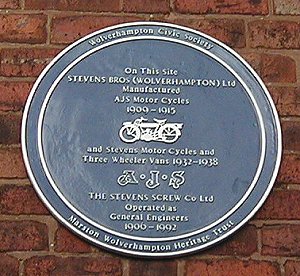 Wolverhampton Civic Society
On This Site
STEVENS BROS (WOLVERHAMPTON) Ltd
Manufactured
AJS Motor Cycles
1909–1915
and Stevens Motor Cycles and
Three Wheeler Vans 1932–1938
A·J·S
THE STEVENS SCREW Co Ltd
Operated as
General Engineers
1906–1992
Marston Wolverhampton Heritage Trust